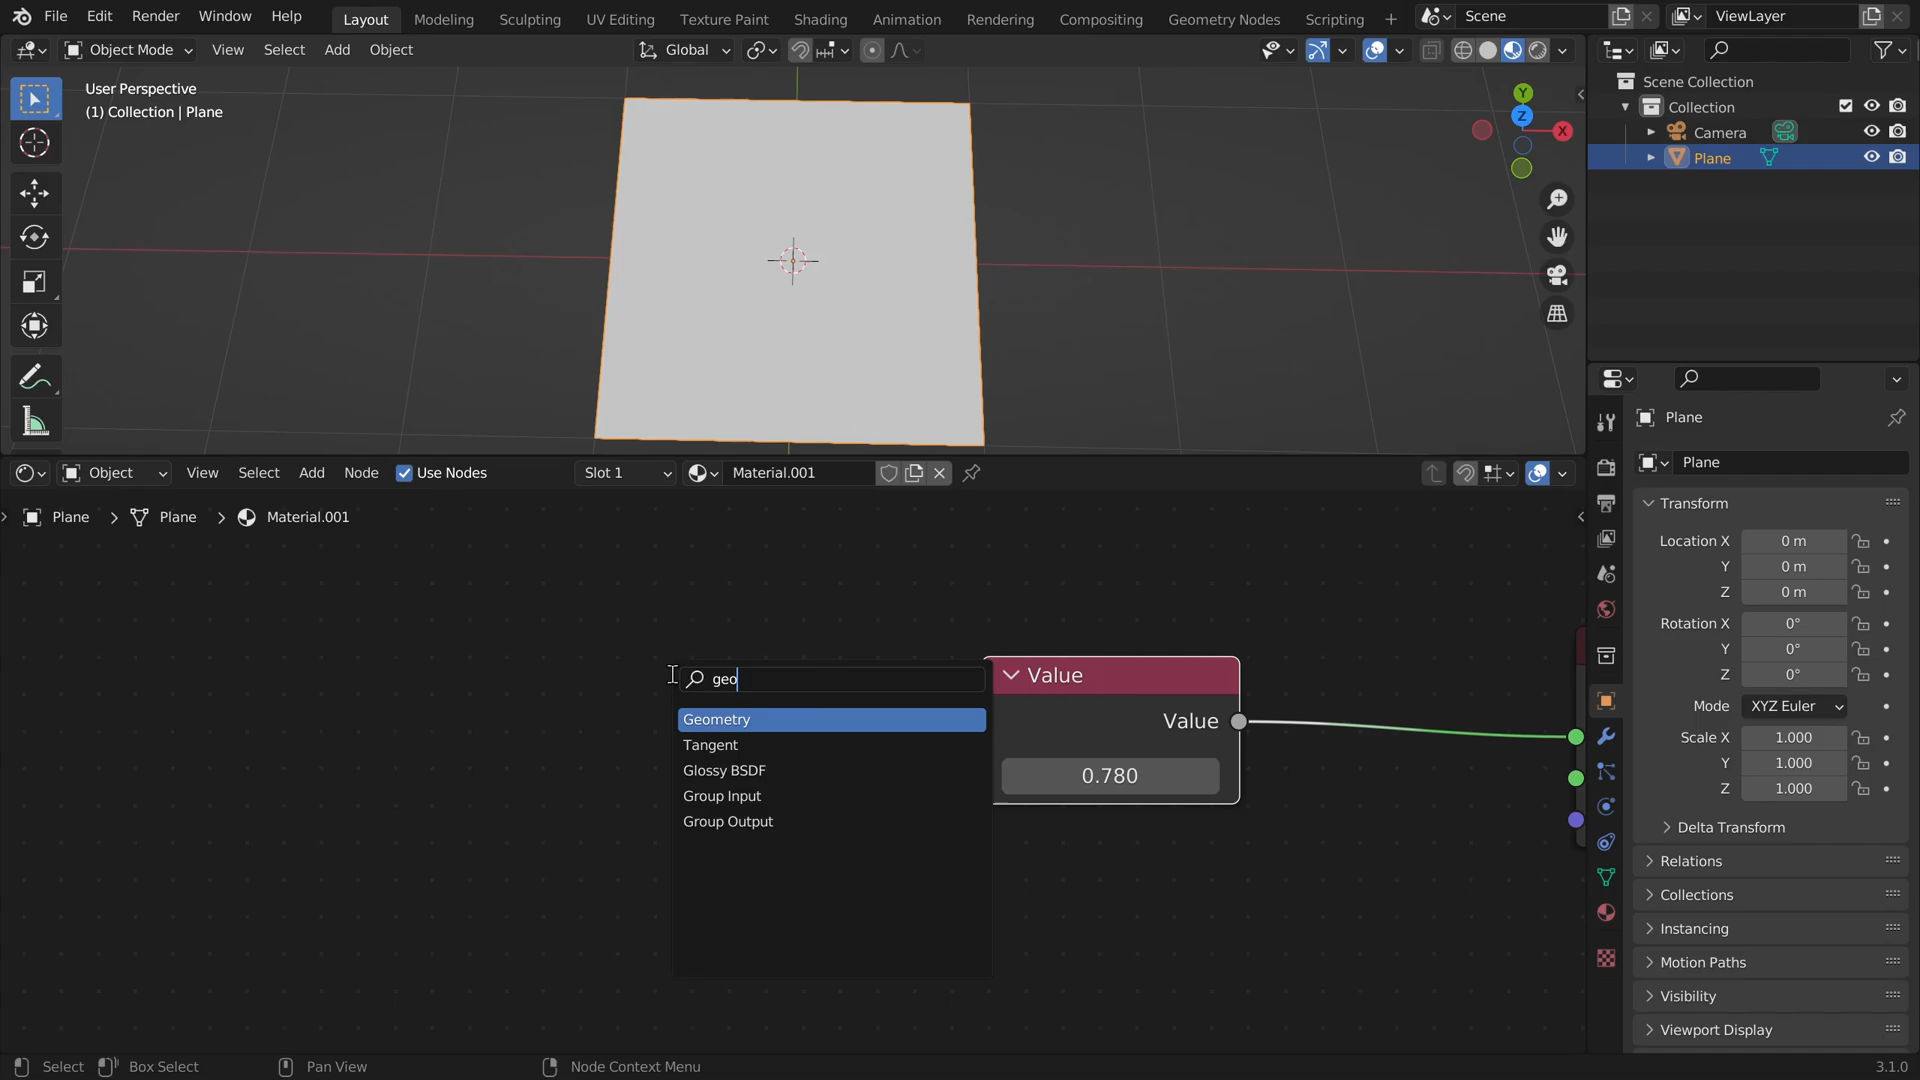 File Edit Render Window Help Layout Modeling Sculpting UV Editing Texture Paint Shading Animation Rendering Compositing Geometry Nodes Scripting + Scene ViewLayer
Object Mode View Select Add Object Global
User Perspective
(1) Collection | Plane
Y
Z
X
Scene Collection
Collection
Camera
Plane
Plane
Plane
Transform
Location X 0 m
Y 0 m
Z 0 m
Rotation X 0°
Y 0°
Z 0°
Mode XYZ Euler
Scale X 1.000
Y 1.000
Z 1.000
Delta Transform
Relations
Collections
Instancing
Motion Paths
Visibility
Viewport Display
Object View Select Add Node Use Nodes Slot 1 Material.001
Plane > Plane > Material.001
geo
Geometry
Tangent
Glossy BSDF
Group Input
Group Output
Value
Value
0.780
Select Box Select Pan View Node Context Menu 3.1.0